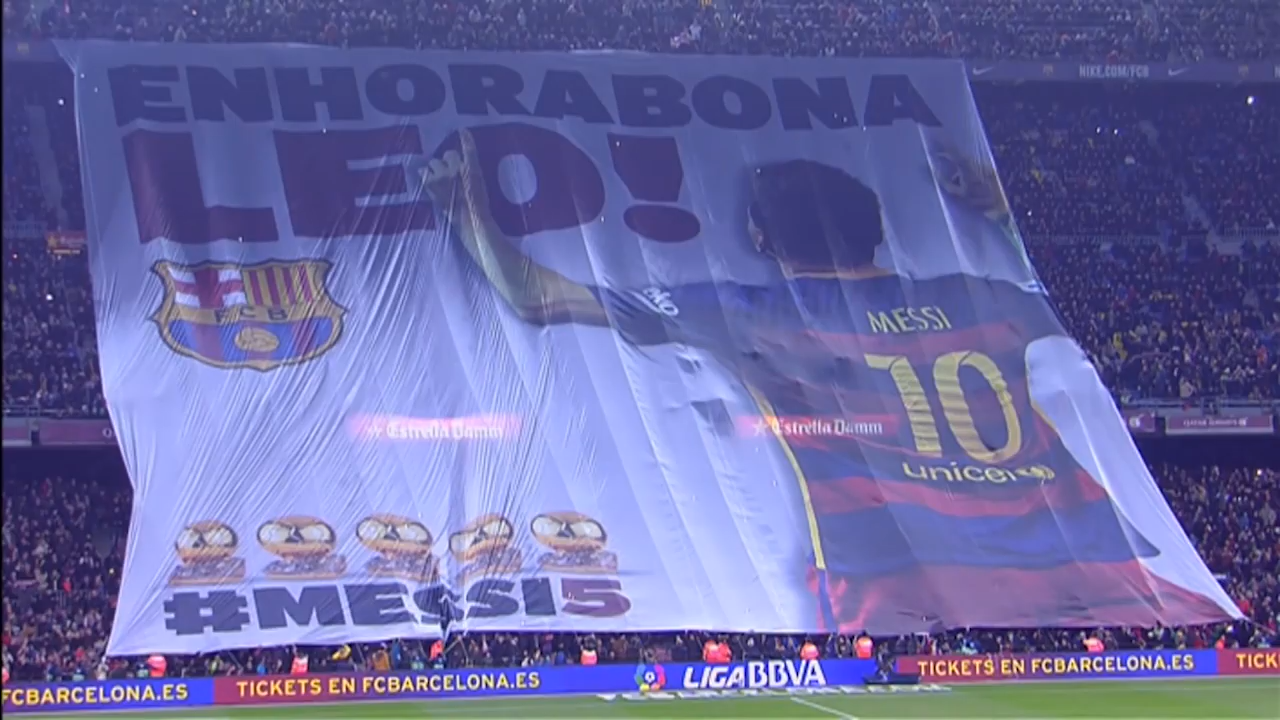 NIKE.COM/FCB
ENHORABONA
LEO!
FCB
MESSI
10
unicef
Estrella Damm
Estrella Damm
#MESSI5
FCBARCELONA.ES
TICKETS EN FCBARCELONA.ES
LIGA BBVA
TICKETS EN FCBARCELONA.ES
TICK